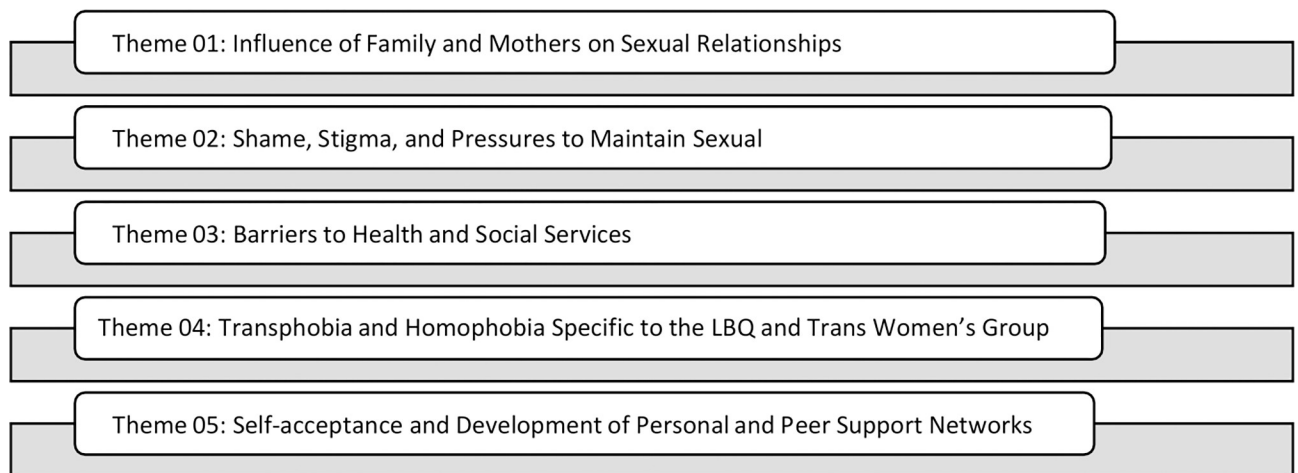 Theme 01: Influence of Family and Mothers on Sexual Relationships
Theme 02: Shame, Stigma, and Pressures to Maintain Sexual
Theme 03: Barriers to Health and Social Services
Theme 04: Transphobia and Homophobia Specific to the LBQ and Trans Women’s Group
Theme 05: Self-acceptance and Development of Personal and Peer Support Networks